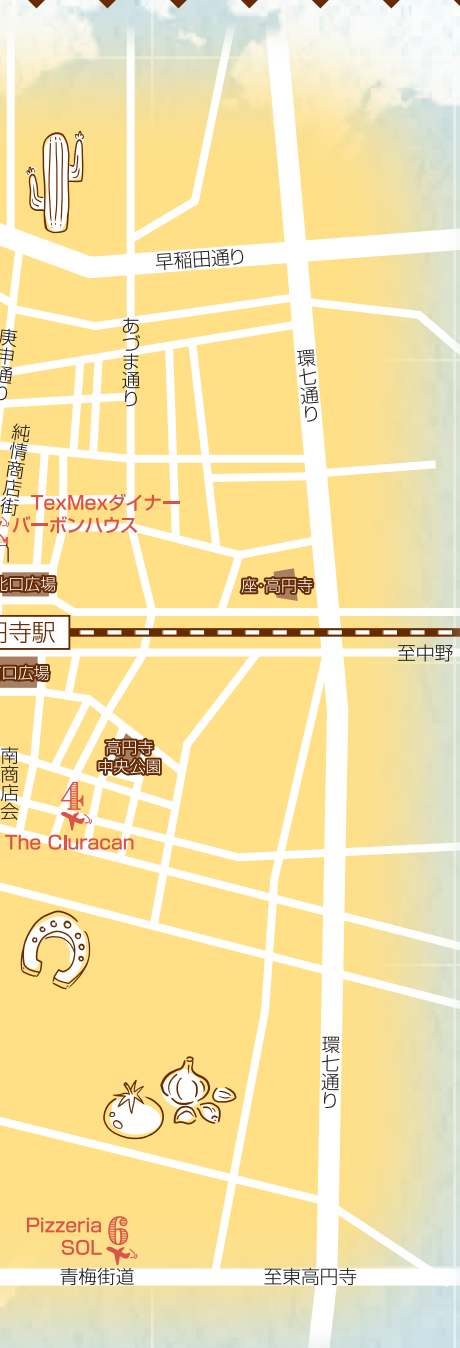 早稲田通り
あづま通り
庚申通り
環七通り
純情商店街
TexMexダイナー
バーボンハウス
北口広場
座・高円寺
円寺駅
至中野
口広場
高円寺
中央公園
南商店会
4
The Cluracan
環七通り
Pizzeria 6
SOL
青梅街道
至東高円寺